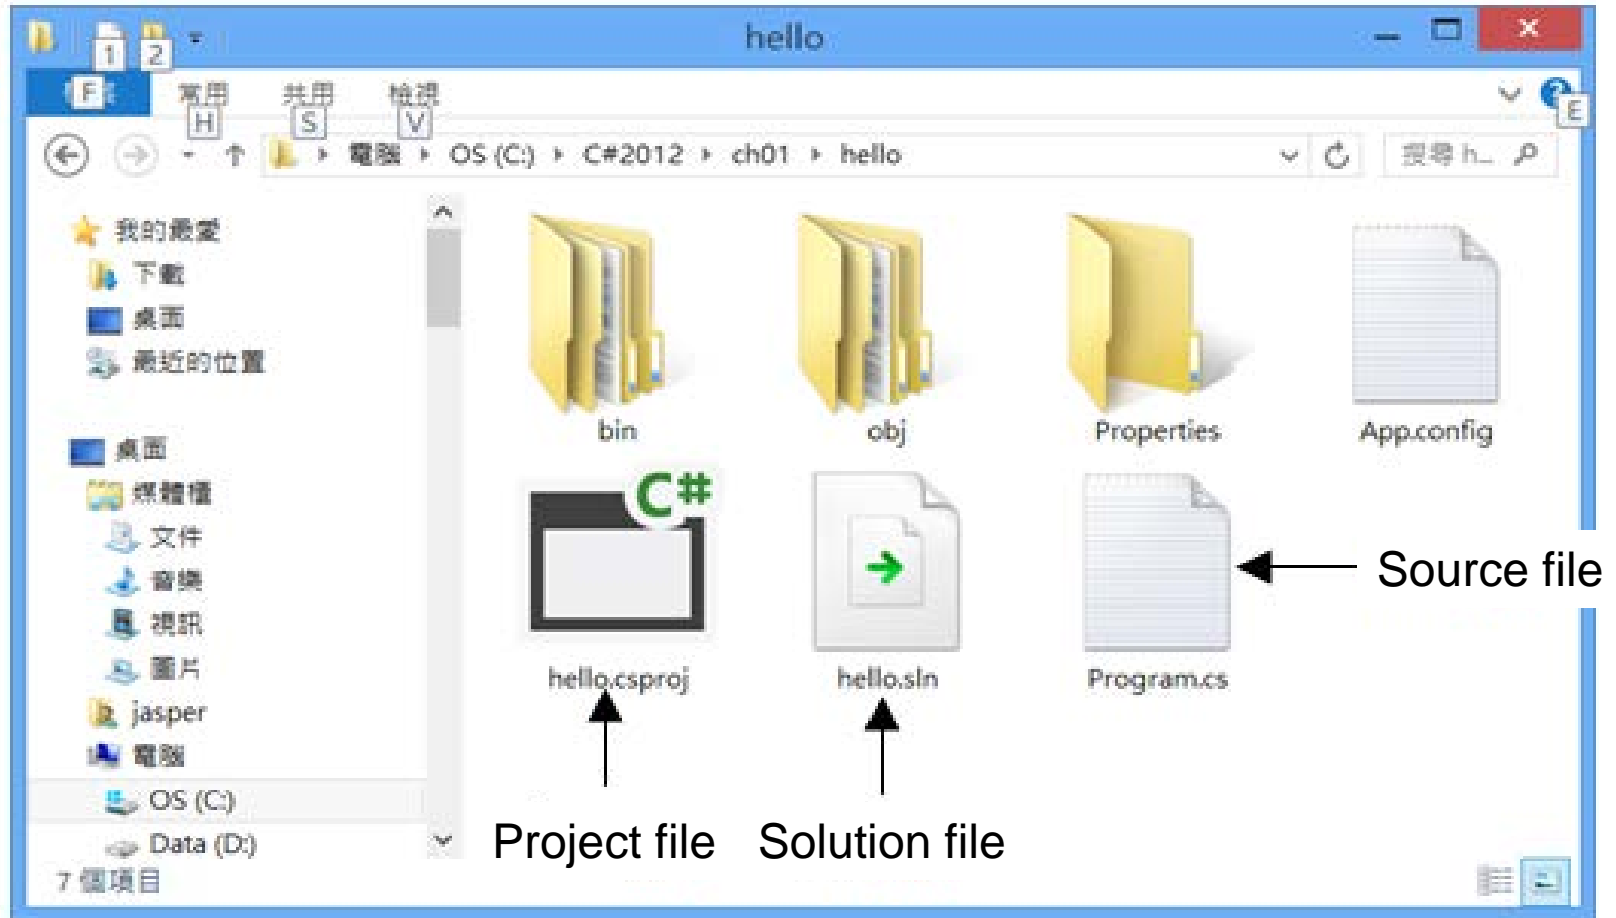 hello
1 2
F
常用 共用 檢視
H S V
E
電腦 OS (C:) C#2012 ch01 hello
搜尋 h...
我的最愛
下載
桌面
最近的位置
桌面
媒體櫃
文件
音樂
視訊
圖片
jasper
電腦
OS (C:)
Data (D:)
bin obj Properties App.config
C#
hello.csproj hello.sln Program.cs
Source file
Project file Solution file
7 個項目